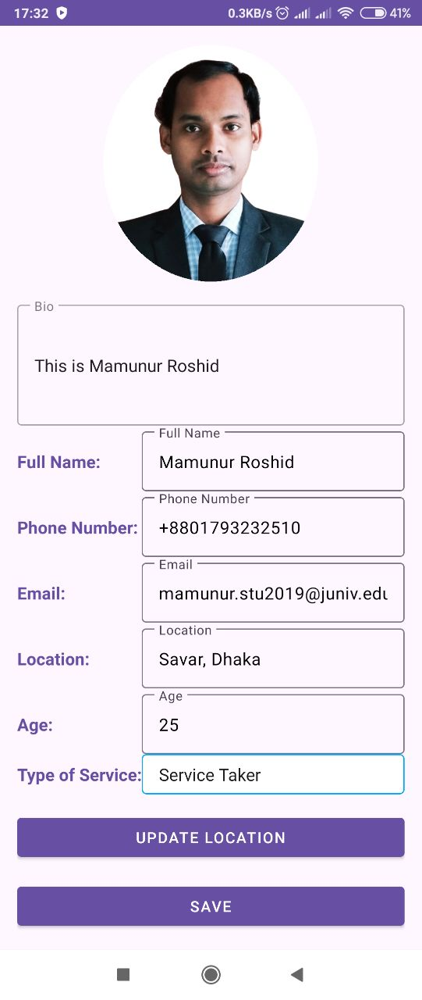 17:32 0.3KB/s 41%
Bio
This is Mamunur Roshid
Full Name
Full Name: Mamunur Roshid
Phone Number
Phone Number: +8801793232510
Email
Email: mamunur.stu2019@juniv.edu
Location
Location: Savar, Dhaka
Age
Age: 25
Type of Service: Service Taker
UPDATE LOCATION
SAVE